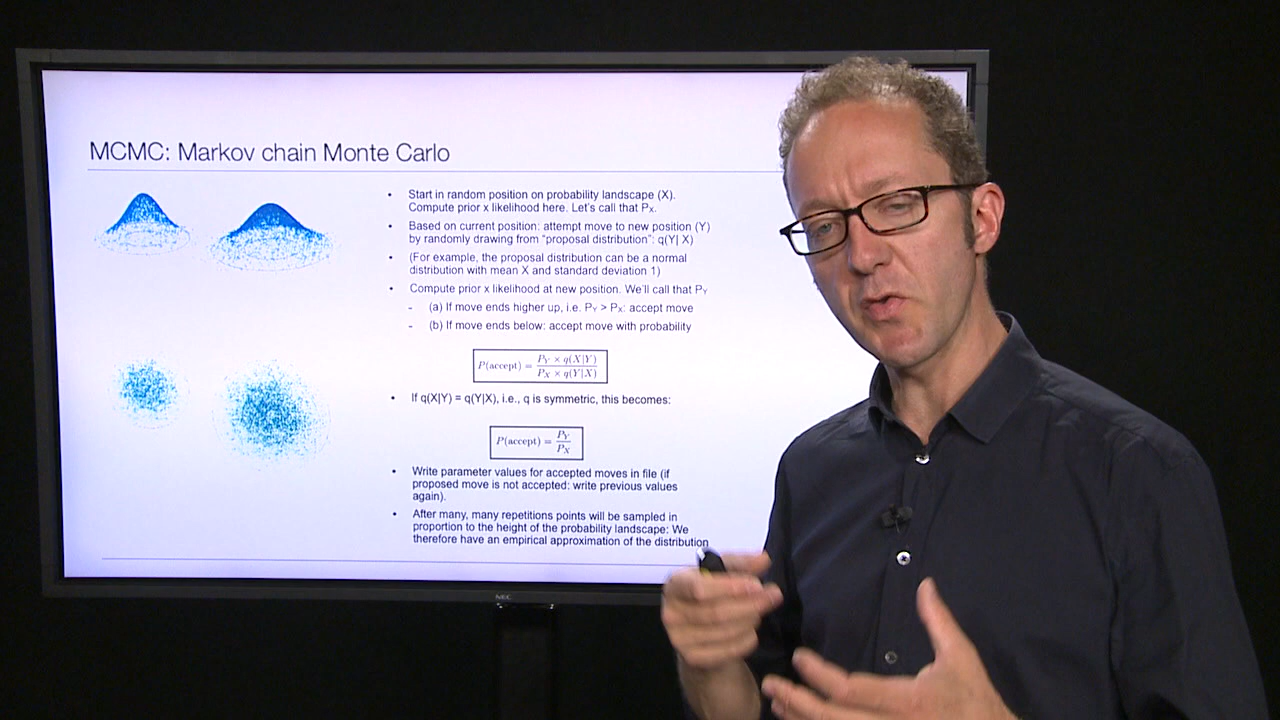 MCMC: Markov chain Monte Carlo
• Start in random position on probability landscape (X).
Compute prior x likelihood here. Let's call that PX.
• Based on current position: attempt move to new position (Y)
by randomly drawing from "proposal distribution": q(Y| X)
• (For example, the proposal distribution can be a normal
distribution with mean X and standard deviation 1)
• Compute prior x likelihood at new position. We'll call that PY
- (a) If move ends higher up, i.e. PY > PX: accept move
- (b) If move ends below: accept move with probability
P(accept) = PY × q(X|Y) / PX × q(Y|X)
• If q(X|Y) = q(Y|X), i.e., q is symmetric, this becomes:
P(accept) = PY / PX
• Write parameter values for accepted moves in file (if
proposed move is not accepted: write previous values
again).
• After many, many repetitions points will be sampled in
proportion to the height of the probability landscape: We
therefore have an empirical approximation of the distribution
NEC